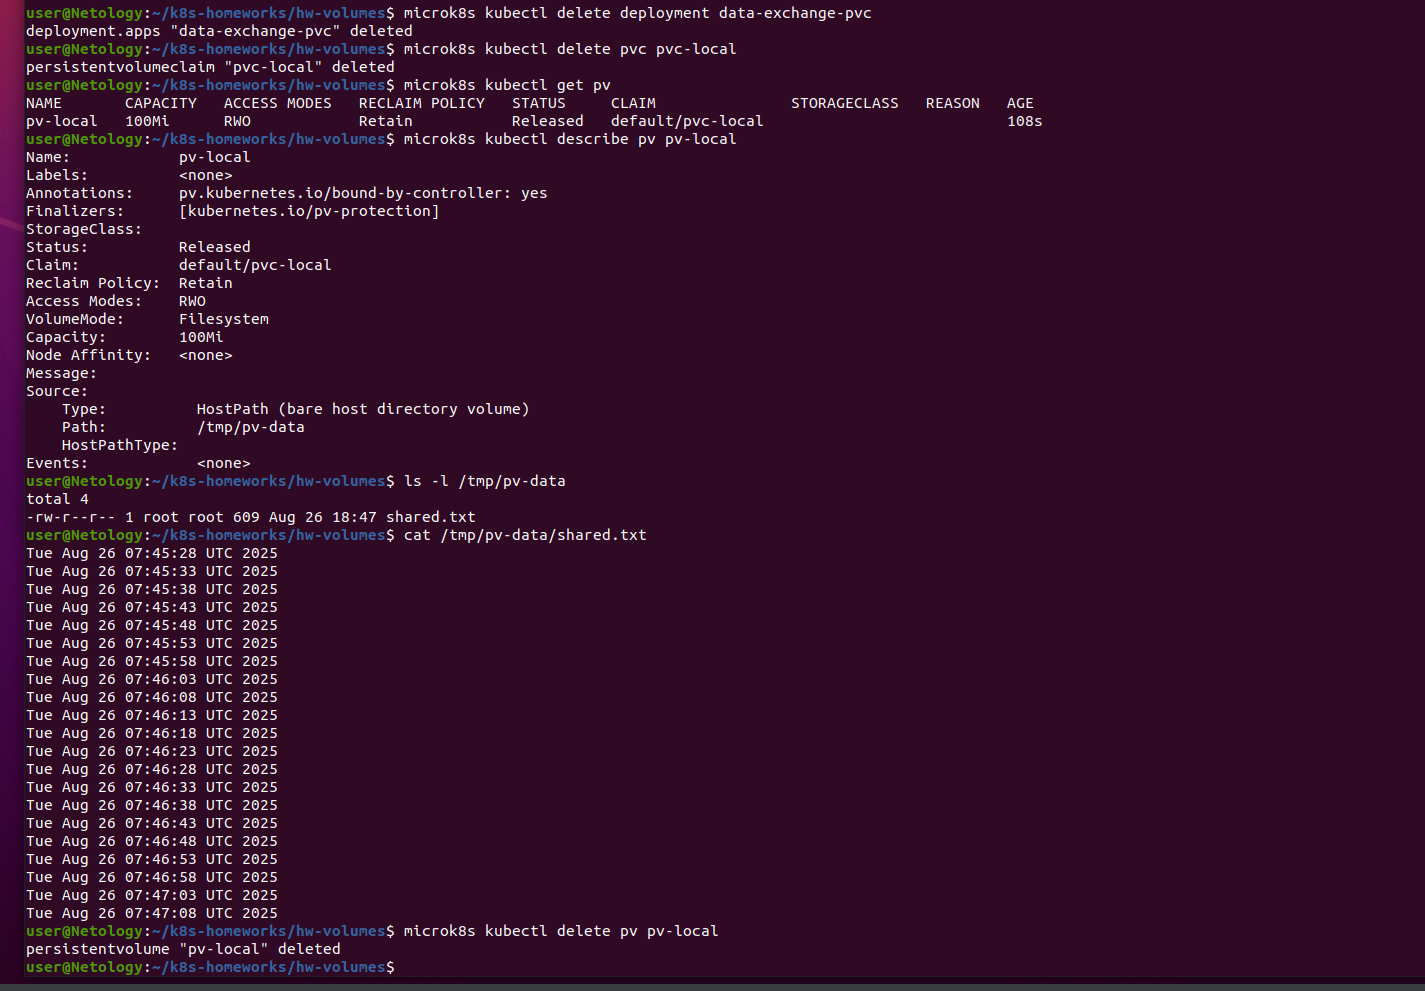 user@Netology:~/k8s-homeworks/hw-volumes$ microk8s kubectl delete deployment data-exchange-pvc
deployment.apps "data-exchange-pvc" deleted
user@Netology:~/k8s-homeworks/hw-volumes$ microk8s kubectl delete pvc pvc-local
persistentvolumeclaim "pvc-local" deleted
user@Netology:~/k8s-homeworks/hw-volumes$ microk8s kubectl get pv
NAME       CAPACITY   ACCESS MODES   RECLAIM POLICY   STATUS     CLAIM               STORAGECLASS   REASON   AGE
pv-local   100Mi      RWO            Retain           Released   default/pvc-local                           108s
user@Netology:~/k8s-homeworks/hw-volumes$ microk8s kubectl describe pv pv-local
Name:            pv-local
Labels:          <none>
Annotations:     pv.kubernetes.io/bound-by-controller: yes
Finalizers:      [kubernetes.io/pv-protection]
StorageClass:
Status:          Released
Claim:           default/pvc-local
Reclaim Policy:  Retain
Access Modes:    RWO
VolumeMode:      Filesystem
Capacity:        100Mi
Node Affinity:   <none>
Message:
Source:
    Type:          HostPath (bare host directory volume)
    Path:          /tmp/pv-data
    HostPathType:
Events:            <none>
user@Netology:~/k8s-homeworks/hw-volumes$ ls -l /tmp/pv-data
total 4
-rw-r--r-- 1 root root 609 Aug 26 18:47 shared.txt
user@Netology:~/k8s-homeworks/hw-volumes$ cat /tmp/pv-data/shared.txt
Tue Aug 26 07:45:28 UTC 2025
Tue Aug 26 07:45:33 UTC 2025
Tue Aug 26 07:45:38 UTC 2025
Tue Aug 26 07:45:43 UTC 2025
Tue Aug 26 07:45:48 UTC 2025
Tue Aug 26 07:45:53 UTC 2025
Tue Aug 26 07:45:58 UTC 2025
Tue Aug 26 07:46:03 UTC 2025
Tue Aug 26 07:46:08 UTC 2025
Tue Aug 26 07:46:13 UTC 2025
Tue Aug 26 07:46:18 UTC 2025
Tue Aug 26 07:46:23 UTC 2025
Tue Aug 26 07:46:28 UTC 2025
Tue Aug 26 07:46:33 UTC 2025
Tue Aug 26 07:46:38 UTC 2025
Tue Aug 26 07:46:43 UTC 2025
Tue Aug 26 07:46:48 UTC 2025
Tue Aug 26 07:46:53 UTC 2025
Tue Aug 26 07:46:58 UTC 2025
Tue Aug 26 07:47:03 UTC 2025
Tue Aug 26 07:47:08 UTC 2025
user@Netology:~/k8s-homeworks/hw-volumes$ microk8s kubectl delete pv pv-local
persistentvolume "pv-local" deleted
user@Netology:~/k8s-homeworks/hw-volumes$